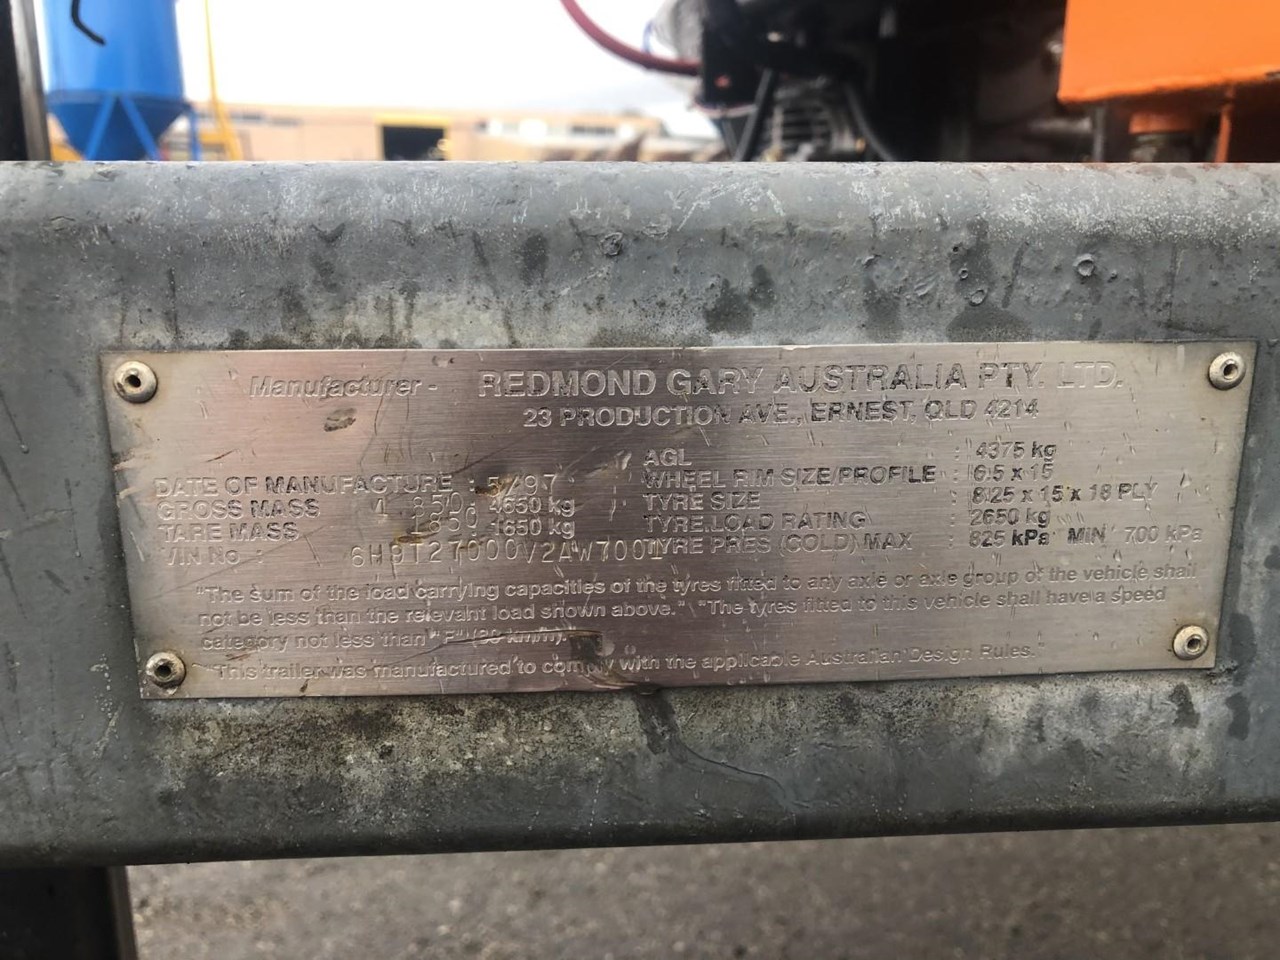 Manufacturer - REDMOND GARY AUSTRALIA PTY. LTD.
23 PRODUCTION AVE., ERNEST, QLD 4214
AGL : 4375 kg
DATE OF MANUFACTURE : 5/97 WHEEL RIM SIZE/PROFILE : 6.5 x 15
GROSS MASS 4650 kg TYRE SIZE : 8.25 x 15 x 18 PLY
TARE MASS 1850 1650 kg TYRE LOAD RATING : 2650 kg
VIN No : 6H9T27000V2AW7001 TYRE PRES (COLD) MAX : 825 kPa MIN 700 kPa
"The sum of the load carrying capacities of the tyres fitted to any axle or axle group of the vehicle shall
not be less than the relevant load shown above." "The tyres fitted to this vehicle shall have a speed
category not less than
"This trailer was manufactured to comply with the applicable Australian Design Rules."